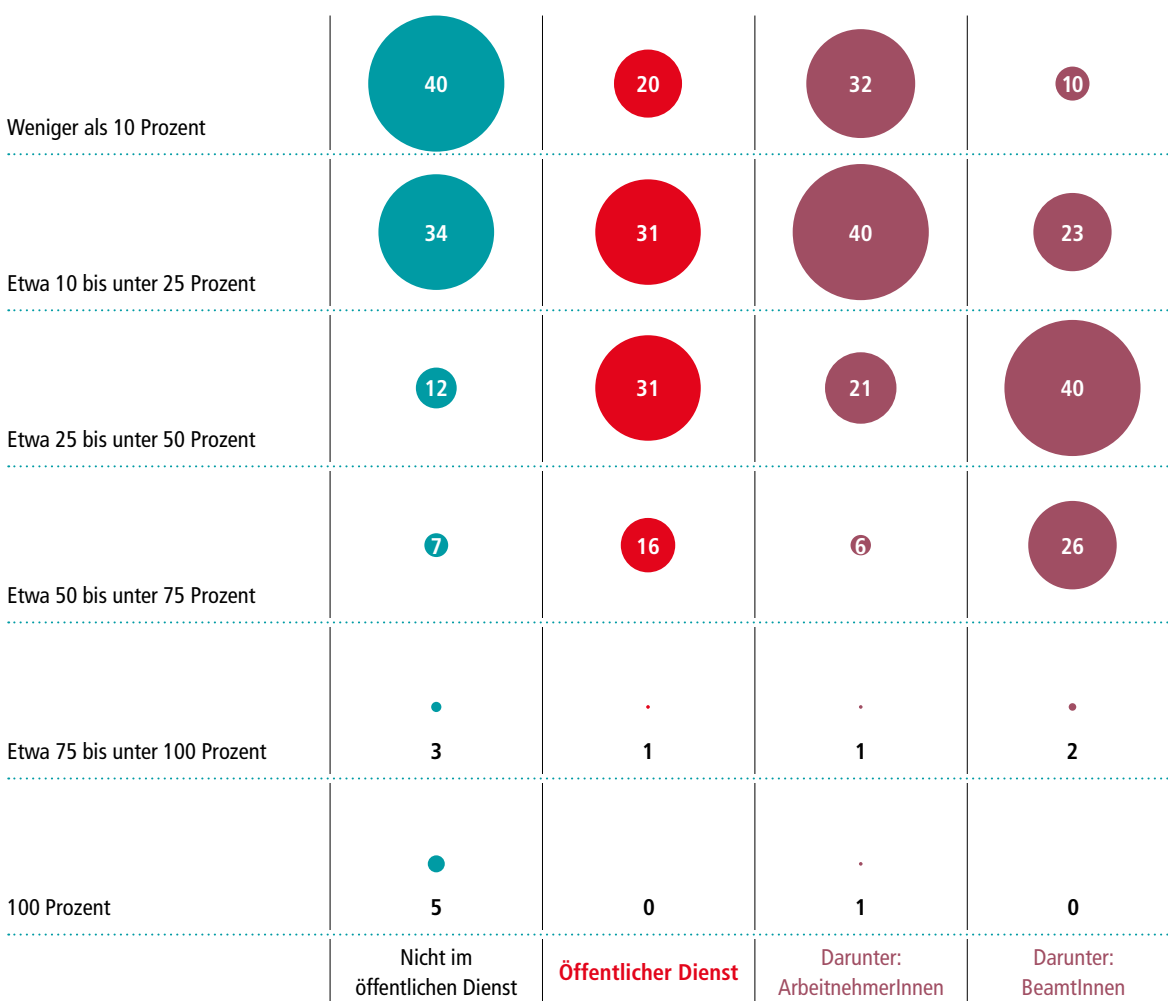 40 20 32 10
Weniger als 10 Prozent
34 31 40 23
Etwa 10 bis unter 25 Prozent
12 31 21 40
Etwa 25 bis unter 50 Prozent
7 16 6 26
Etwa 50 bis unter 75 Prozent
Etwa 75 bis unter 100 Prozent 3 1 1 2
100 Prozent 5 0 1 0
Nicht im
öffentlichen Dienst
Öffentlicher Dienst
Darunter:
ArbeitnehmerInnen
Darunter:
BeamtInnen